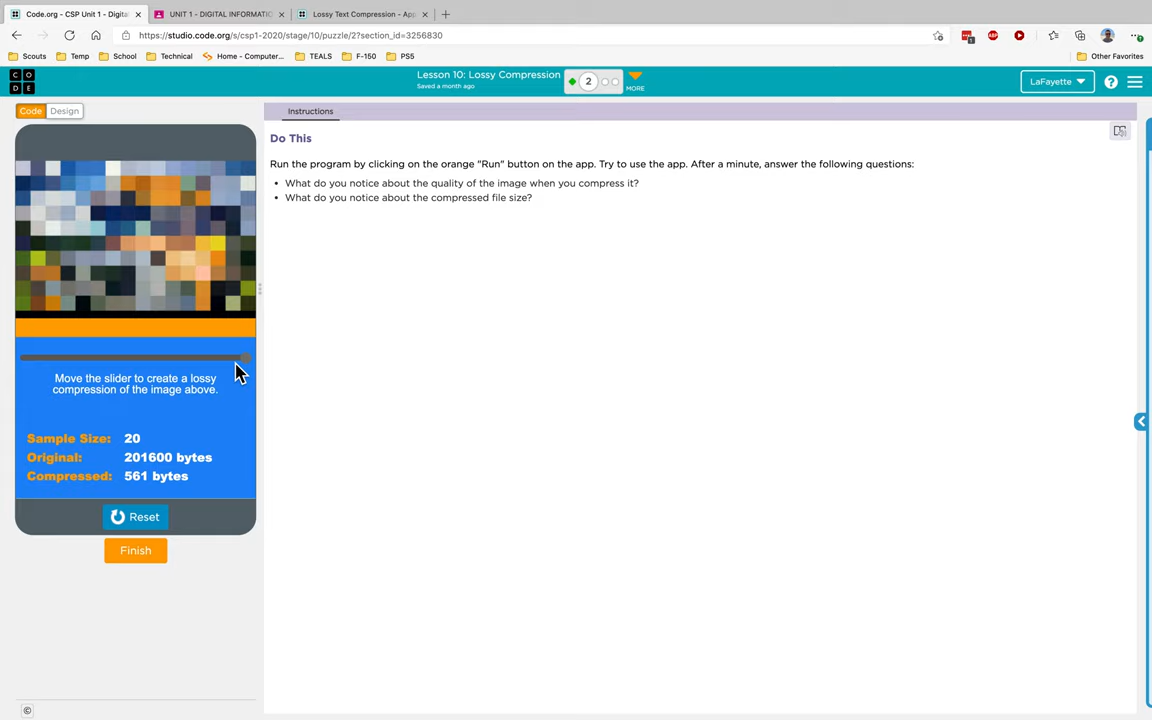 Code.org - CSP Unit 1 - Digital
UNIT 1 - DIGITAL INFORMATIO
Lossy Text Compression - App
https://studio.code.org/s/csp1-2020/stage/10/puzzle/2?section_id=3256830
Scouts
Temp
School
Technical
Home - Computer...
TEALS
F-150
PS5
Other Favorites
CO
DE
Lesson 10: Lossy Compression
Saved a month ago
2
MORE
LaFayette
Code
Design
Instructions
Do This
Run the program by clicking on the orange "Run" button on the app. Try to use the app. After a minute, answer the following questions:
• What do you notice about the quality of the image when you compress it?
• What do you notice about the compressed file size?
Move the slider to create a lossy
compression of the image above.
Sample Size: 20
Original: 201600 bytes
Compressed: 561 bytes
Reset
Finish
©